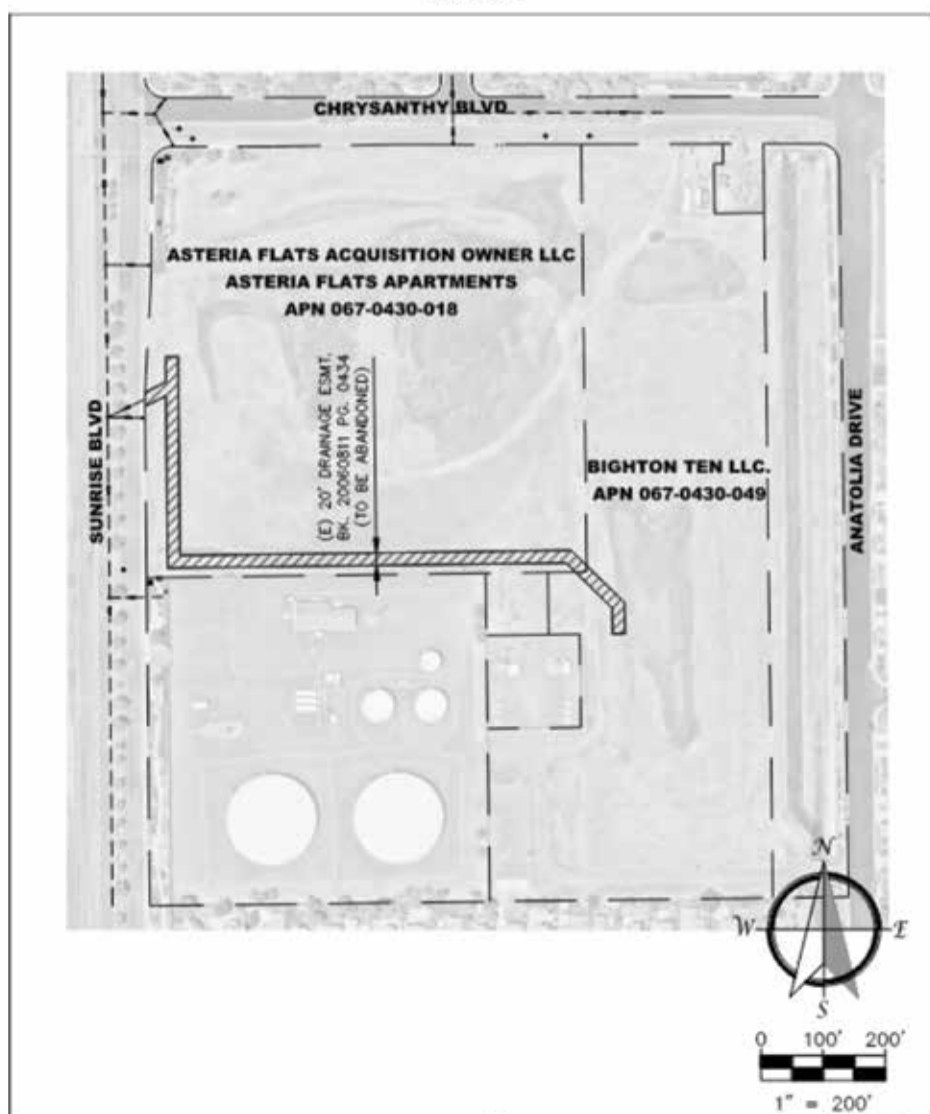 CHRYSANTHY BLVD
ASTERIA FLATS ACQUISITION OWNER LLC
ASTERIA FLATS APARTMENTS
APN 067-0430-018
(E) 20' DRAINAGE ESMT,
BK. 20060811 PG. 0434
(TO BE ABANDONED)
SUNRISE BLVD
BIGHTON TEN LLC.
APN 067-0430-049
ANATOLIA DRIVE
N
W
E
S
0 100' 200'
1" = 200'